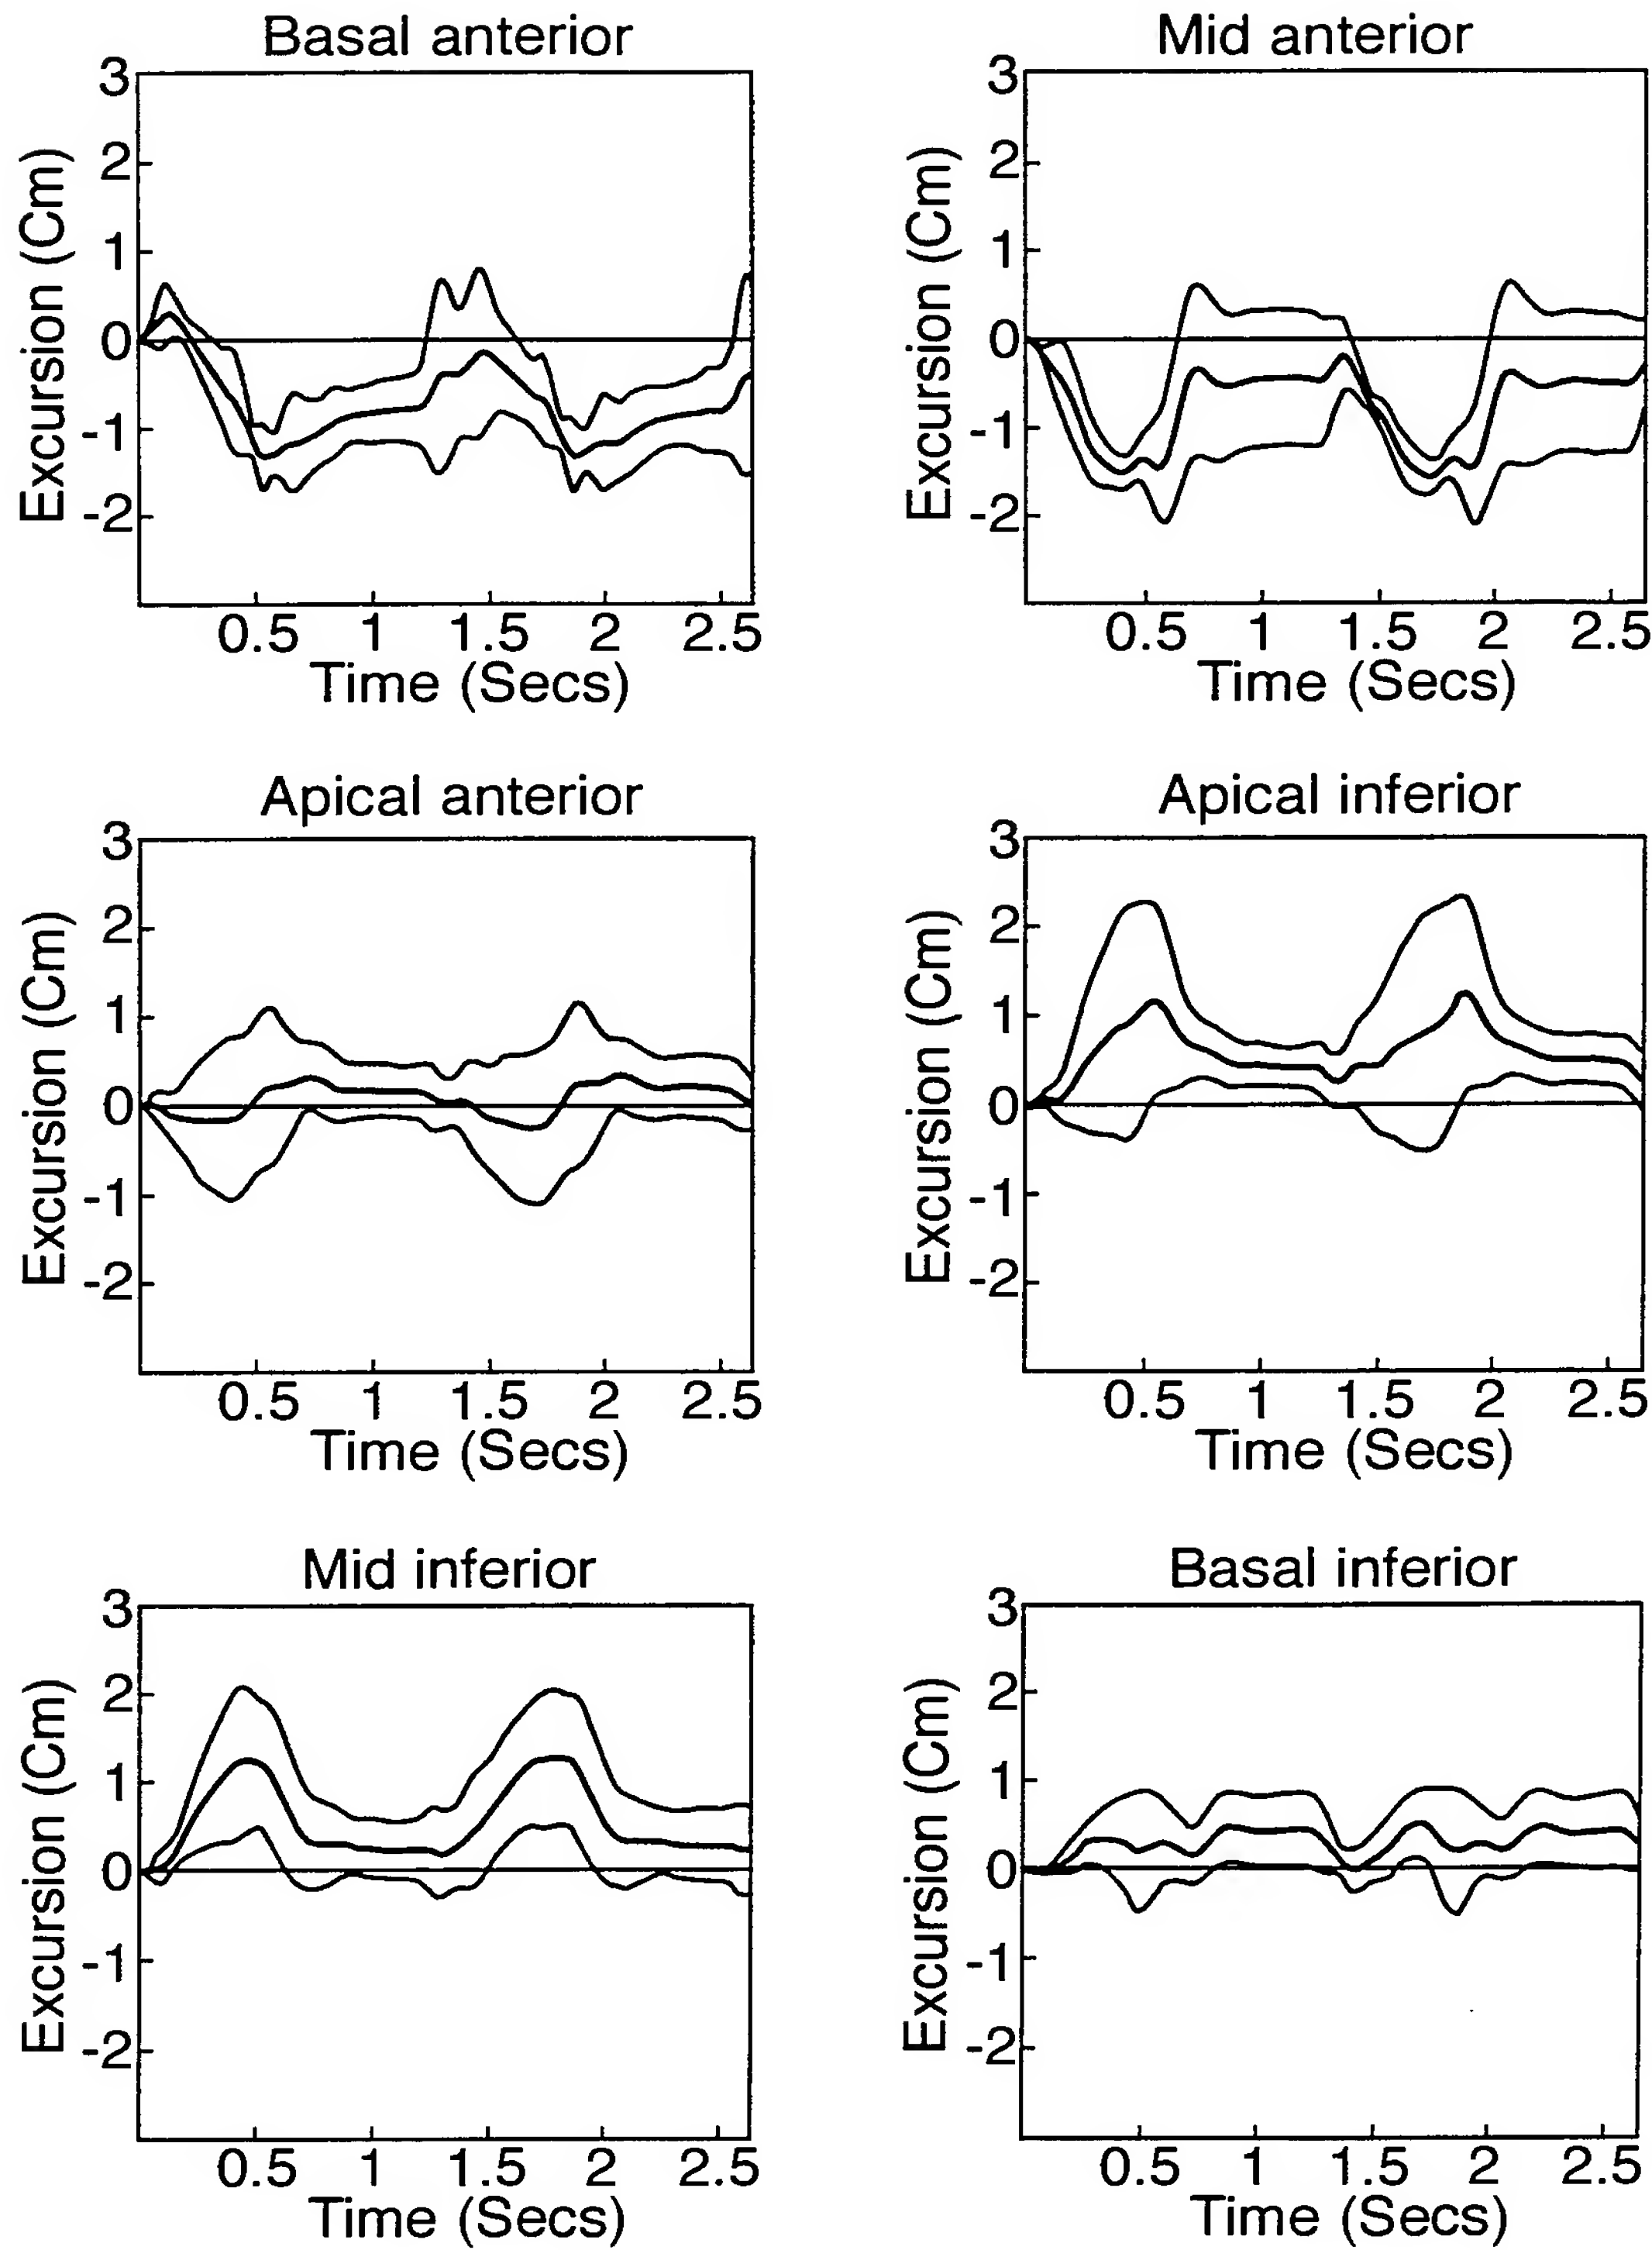 Basal anterior
Excursion (Cm)
3
2
1
0
-1
-2
0.5 1 1.5 2 2.5
Time (Secs)
Mid anterior
Excursion (Cm)
3
2
1
0
-1
-2
0.5 1 1.5 2 2.5
Time (Secs)
Apical anterior
Excursion (Cm)
3
2
1
0
-1
-2
0.5 1 1.5 2 2.5
Time (Secs)
Apical inferior
Excursion (Cm)
3
2
1
0
-1
-2
0.5 1 1.5 2 2.5
Time (Secs)
Mid inferior
Excursion (Cm)
3
2
1
0
-1
-2
0.5 1 1.5 2 2.5
Time (Secs)
Basal inferior
Excursion (Cm)
3
2
1
0
-1
-2
0.5 1 1.5 2 2.5
Time (Secs)